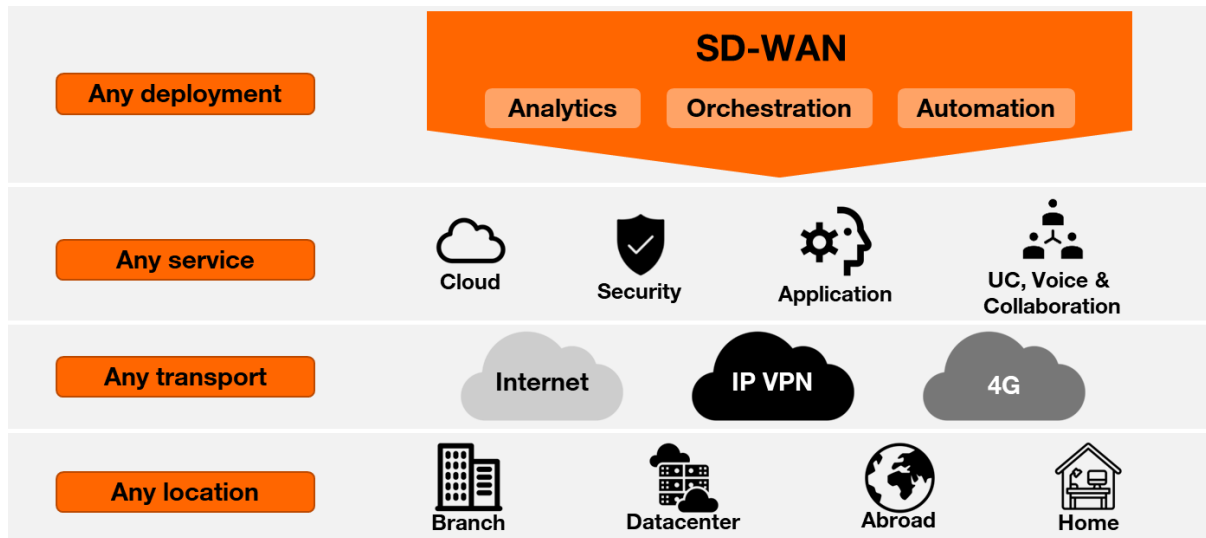 SD-WAN
Any deployment
Analytics
Orchestration
Automation
Any service
Cloud
Security
Application
UC, Voice &
Collaboration
Any transport
Internet
IP VPN
4G
Any location
Branch
Datacenter
Abroad
Home